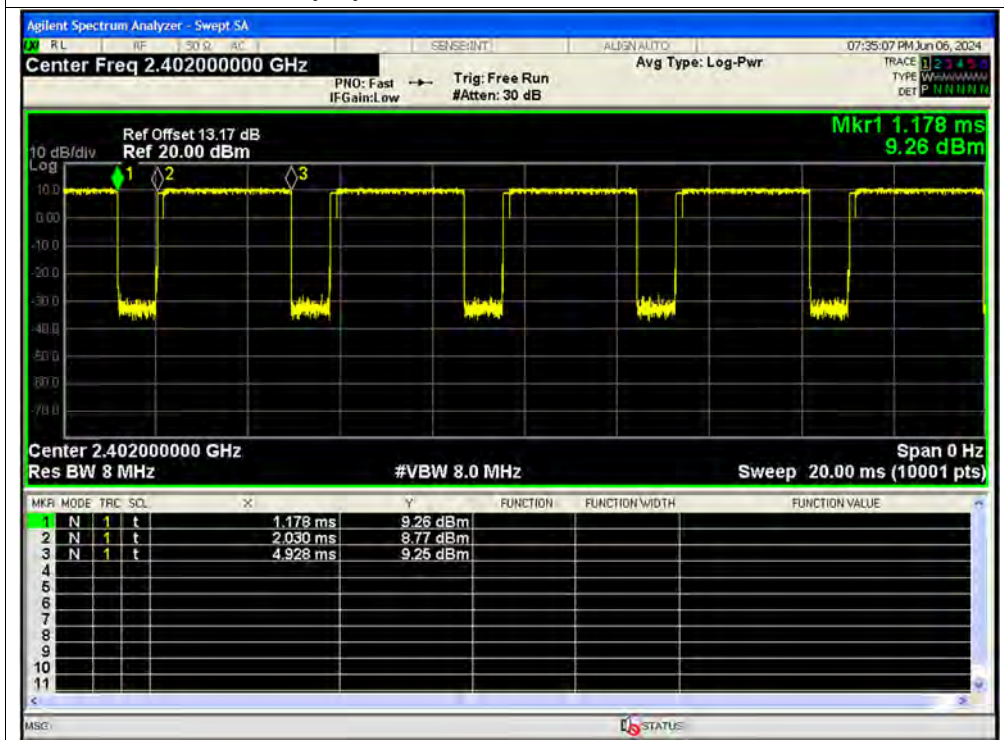 Agilent Spectrum Analyzer - Swept SA
RL RF 50 Ω AC SENSE:INT ALIGN AUTO 07:35:07 PM Jun 06, 2024
Center Freq 2.402000000 GHz Avg Type: Log-Pwr TRACE 1 2 3 4 5 6
PNO: Fast Trig: Free Run TYPE
IFGain:Low #Atten: 30 dB DET P N N N N N
Mkr1 1.178 ms
Ref Offset 13.17 dB
10 dB/div Ref 20.00 dBm 9.26 dBm
Log
1 2 3
10.0
0.00
-10.0
-20.0
-30.0
-40.0
-50.0
-60.0
-70.0
Center 2.402000000 GHz Span 0 Hz
Res BW 8 MHz #VBW 8.0 MHz Sweep 20.00 ms (10001 pts)
MKR MODE TRC SCL X Y FUNCTION FUNCTION WIDTH FUNCTION VALUE
1 N 1 t 1.178 ms 9.26 dBm
2 N 1 t 2.030 ms 8.77 dBm
3 N 1 t 4.928 ms 9.25 dBm
4
5
6
7
8
9
10
11
MSG STATUS